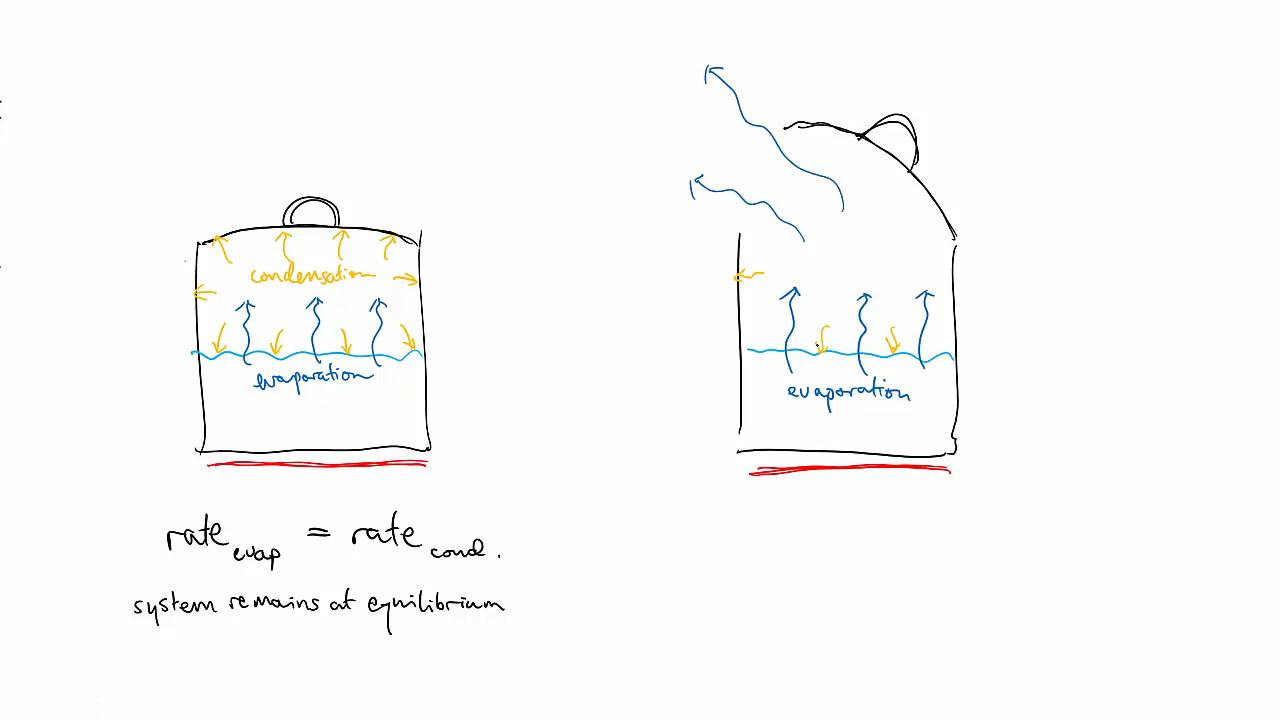 condensation
evaporation
evaporation
rate evap = rate cond.
system remains at equilibrium